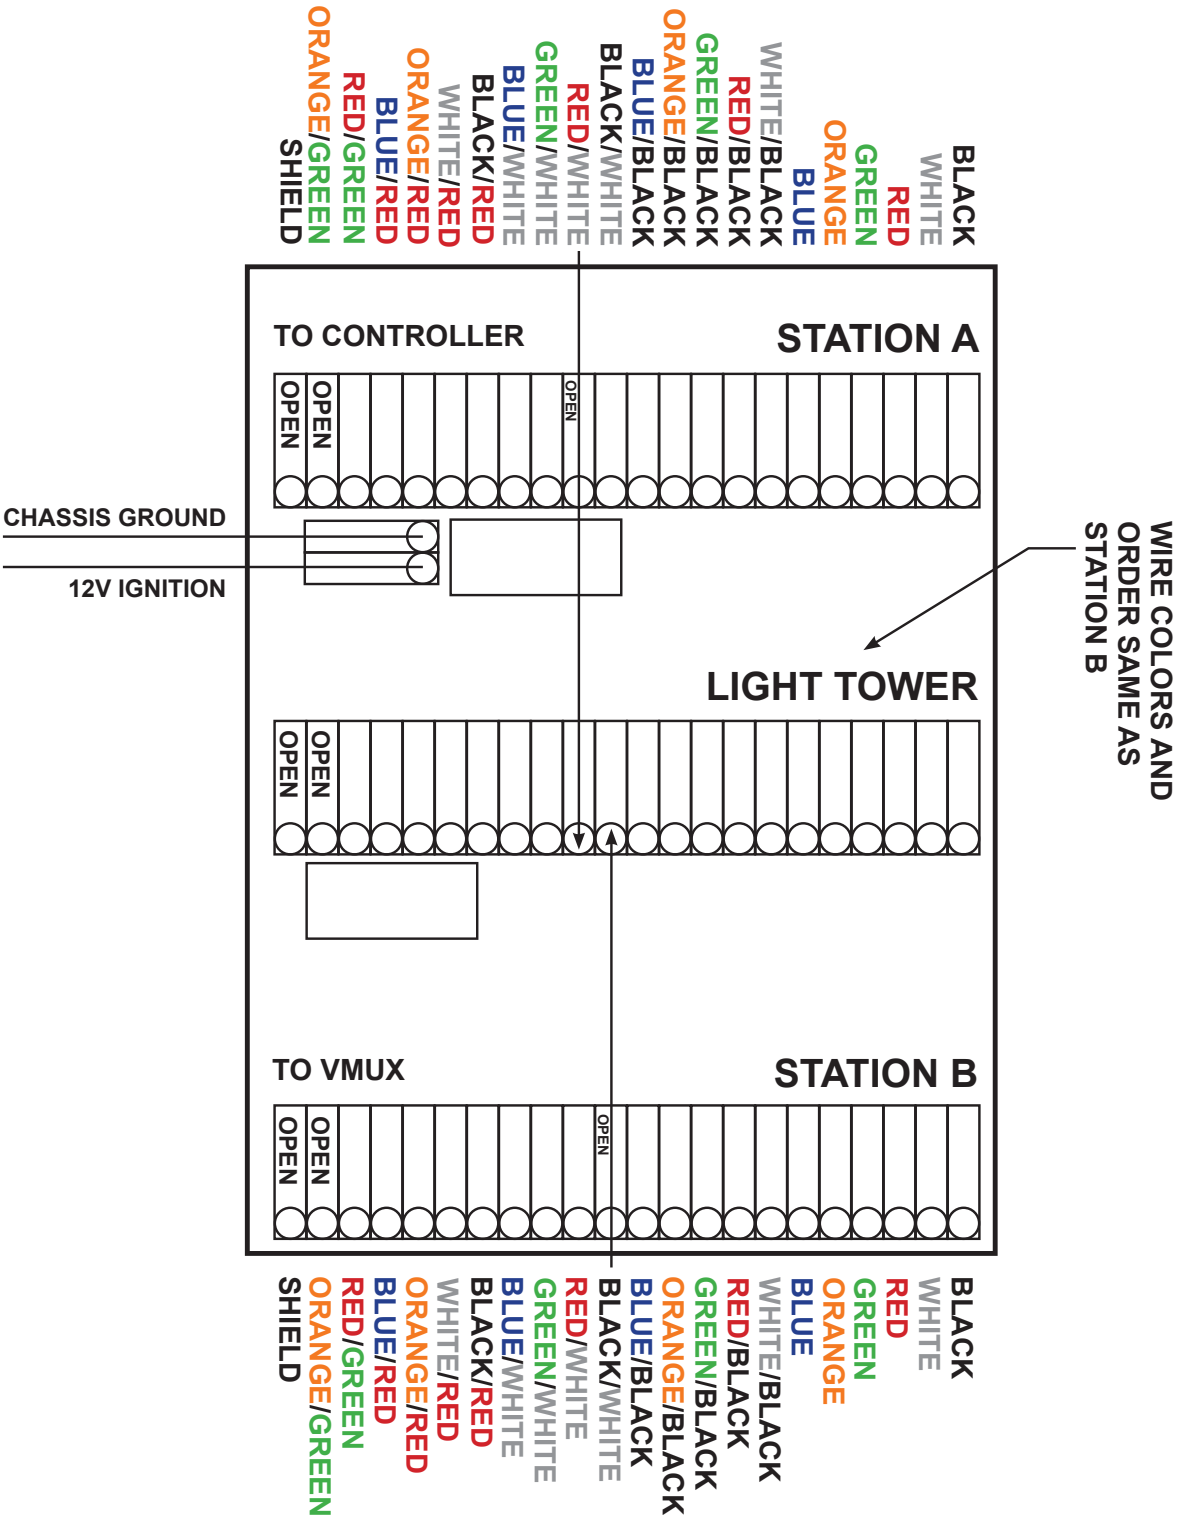 SHIELD
ORANGE/GREEN
RED/GREEN
BLUE/RED
ORANGE/RED
WHITE/RED
BLACK/RED
BLUE/WHITE
GREEN/WHITE
RED/WHITE
BLACK/WHITE
BLUE/BLACK
ORANGE/BLACK
GREEN/BLACK
RED/BLACK
WHITE/BLACK
BLUE
ORANGE
GREEN
RED
WHITE
BLACK
TO CONTROLLER
STATION A
OPEN
OPEN
OPEN
CHASSIS GROUND
12V IGNITION
WIRE COLORS AND
ORDER SAME AS
STATION B
LIGHT TOWER
OPEN
OPEN
TO VMUX
STATION B
OPEN
OPEN
OPEN
SHIELD
ORANGE/GREEN
RED/GREEN
BLUE/RED
ORANGE/RED
WHITE/RED
BLACK/RED
BLUE/WHITE
GREEN/WHITE
RED/WHITE
BLACK/WHITE
BLUE/BLACK
ORANGE/BLACK
GREEN/BLACK
RED/BLACK
WHITE/BLACK
BLUE
ORANGE
GREEN
RED
WHITE
BLACK